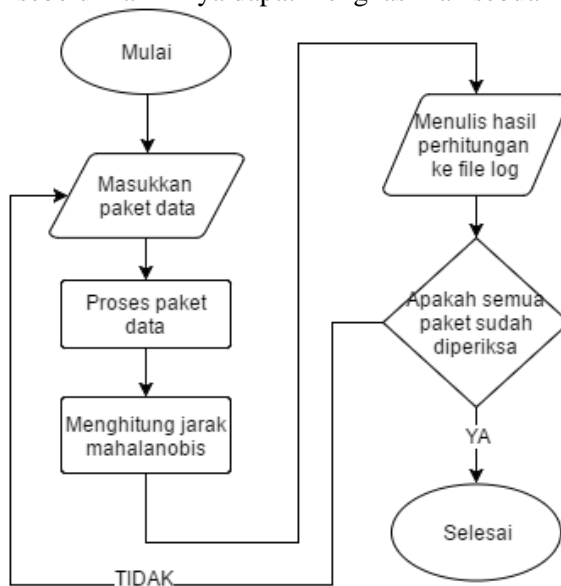 Mulai
Masukkan
paket data
Proses paket
data
Menghitung jarak
mahalanobis
Menulis hasil
perhitungan
ke file log
Apakah semua
paket sudah
diperiksa
YA
Selesai
TIDAK